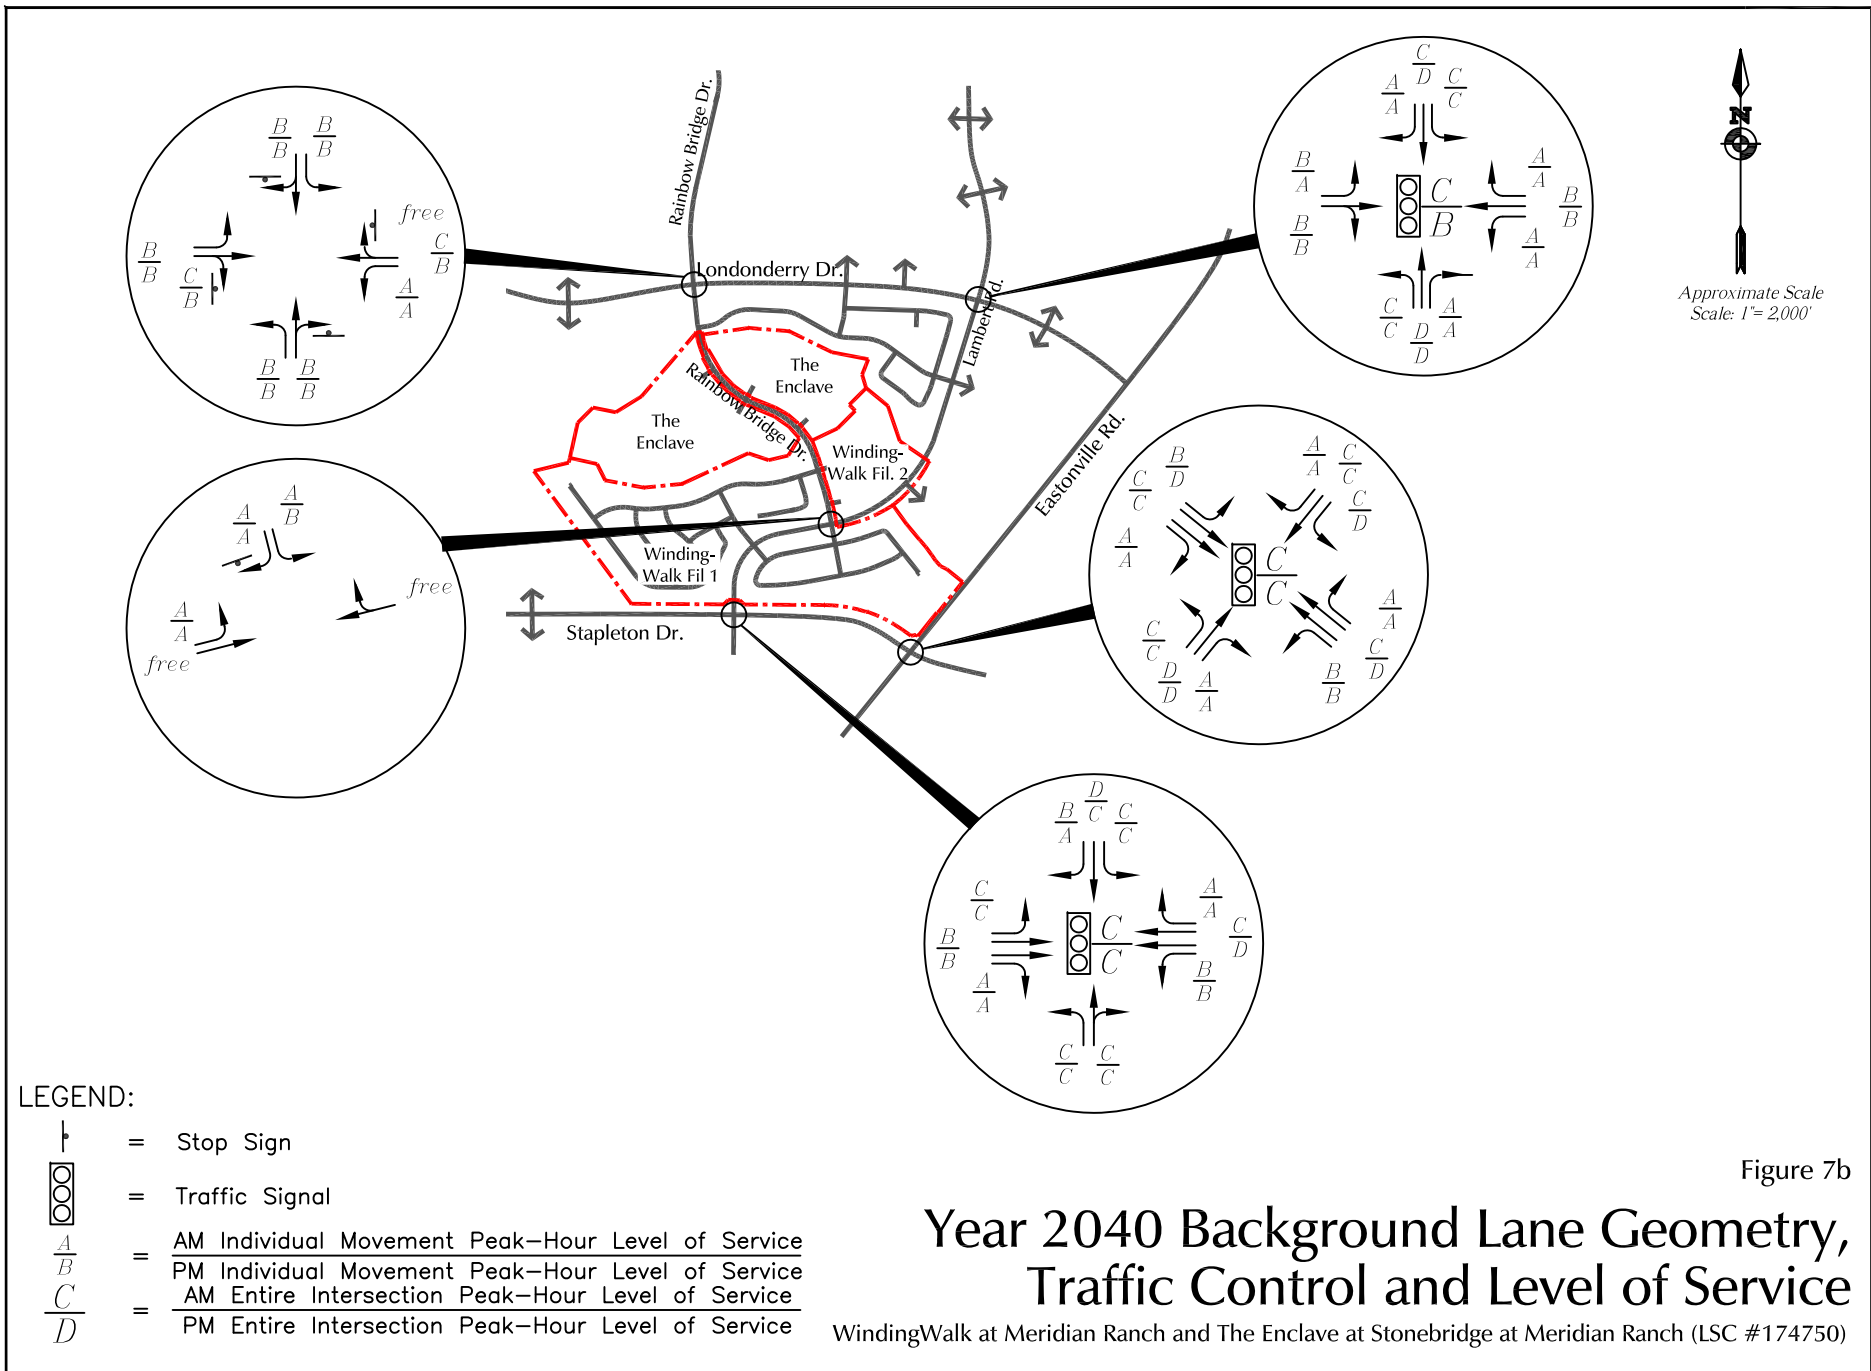 B B
B B
free
B C
B B
C A
B A
B B
B B
Rainbow Bridge Dr.
Londonderry Dr.
Lambert Rd.
Rainbow Bridge Dr.
The
Enclave
The
Enclave
Winding-
Walk Fil. 2
Winding-
Walk Fil 1
Eastonville Rd.
Stapleton Dr.
C
D
A C
A C
B A
A A
C
B
B B
B A
B A
C D A
C D A
N
Approximate Scale
Scale: 1"= 2,000'
A A
A B
free
A
A
free
B A C
D A C
C C
C D
A
A
C
C
A
A
C C
C D
D A B
D A B
D
C
B C
A C
C A
C A
C
C
B C
B D
A B
A B
C C
C C
LEGEND:
= Stop Sign
= Traffic Signal
A
B
= AM Individual Movement Peak-Hour Level of Service
PM Individual Movement Peak-Hour Level of Service
C
D
= AM Entire Intersection Peak-Hour Level of Service
PM Entire Intersection Peak-Hour Level of Service
Figure 7b
Year 2040 Background Lane Geometry,
Traffic Control and Level of Service
WindingWalk at Meridian Ranch and The Enclave at Stonebridge at Meridian Ranch (LSC #174750)